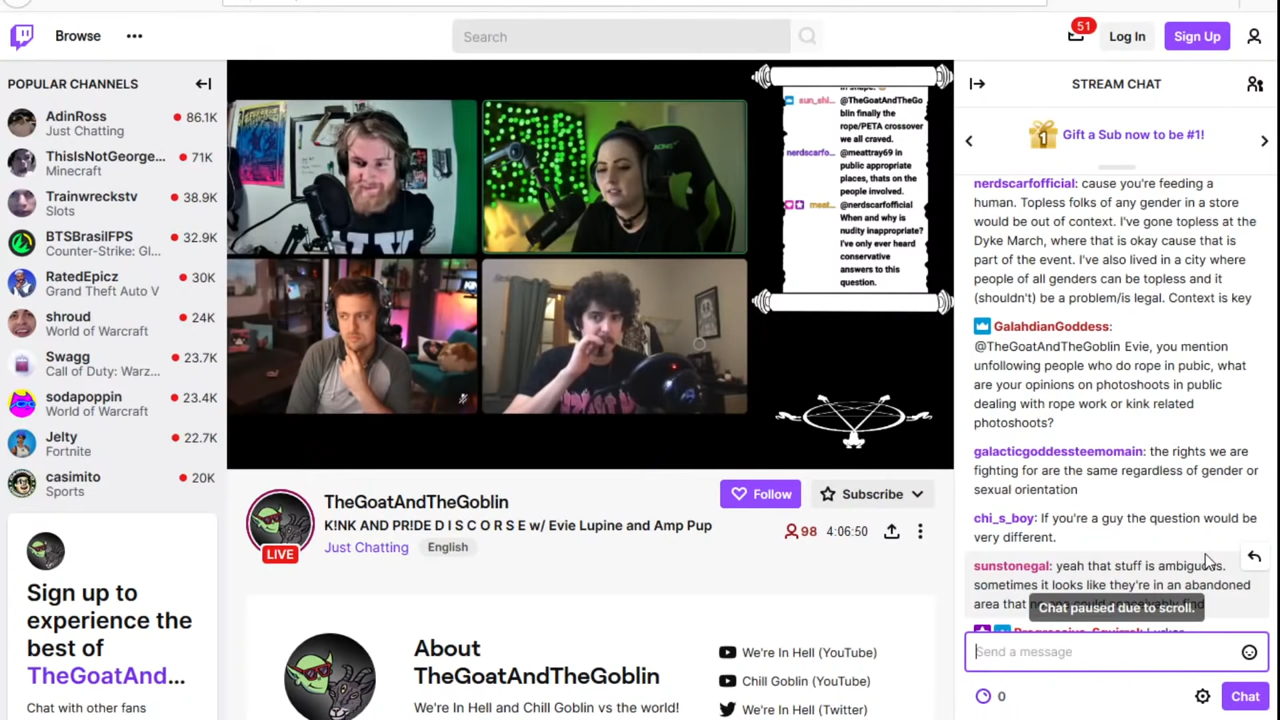 Browse
Search
51
Log In
Sign Up
POPULAR CHANNELS
AdinRoss
86.1K
Just Chatting
ThisIsNotGeorge...
71K
Minecraft
Trainwreckstv
38.9K
Slots
BTSBrasilFPS
32.9K
Counter-Strike: Gl...
RatedEpicz
30K
Grand Theft Auto V
shroud
24K
World of Warcraft
Swagg
23.7K
Call of Duty: Warz...
sodapoppin
23.4K
World of Warcraft
Jelty
22.7K
Fortnite
casimito
20K
Sports
Sign up to
experience the
best of
TheGoatAnd...
Chat with other fans
sun_shi... @TheGoatAndTheGo
blin finally the
rope/PETA crossover
we all craved.
nerdscarfo... @meattray69 in
public appropriate
places, thats on the
people involved.
meat... @nerdscarfofficial
When and why is
nudity inappropriate?
I've only ever heard
conservative
answers to this
question.
LIVE
TheGoatAndTheGoblin
K!NK AND PR!DE D I S C O R S E w/ Evie Lupine and Amp Pup
Just Chatting
English
Follow
Subscribe
98
4:06:50
About
TheGoatAndTheGoblin
We're In Hell and Chill Goblin vs the world!
We're In Hell (YouTube)
Chill Goblin (YouTube)
We're In Hell (Twitter)
STREAM CHAT
1
Gift a Sub now to be #1!
nerdscarfofficial: cause you're feeding a
human. Topless folks of any gender in a store
would be out of context. I've gone topless at the
Dyke March, where that is okay cause that is
part of the event. I've also lived in a city where
people of all genders can be topless and it
(shouldn't) be a problem/is legal. Context is key
GalahdianGoddess:
@TheGoatAndTheGoblin Evie, you mention
unfollowing people who do rope in pubic, what
are your opinions on photoshoots in public
dealing with rope work or kink related
photoshoots?
galacticgoddessteemomain: the rights we are
fighting for are the same regardless of gender or
sexual orientation
chi_s_boy: If you're a guy the question would be
very different.
sunstonegal: yeah that stuff is ambiguous.
sometimes it looks like they're in an abandoned
area that
Chat paused due to scroll.
Send a message
0
Chat